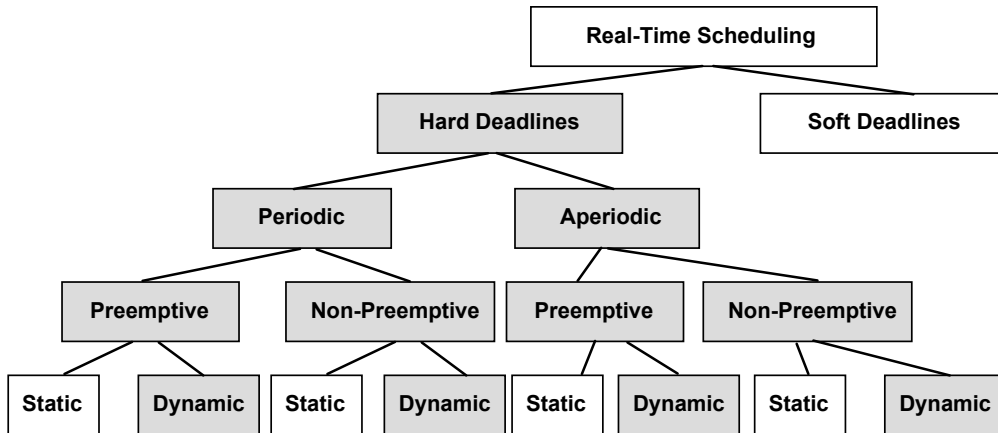 Real-Time Scheduling
Hard Deadlines
Soft Deadlines
Periodic
Aperiodic
Preemptive
Non-Preemptive
Preemptive
Non-Preemptive
Static
Dynamic
Static
Dynamic
Static
Dynamic
Static
Dynamic